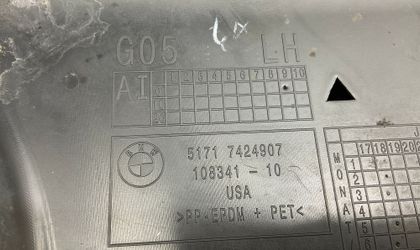 G05 LH
AI 1 2 3 4 5 6 7 8 9 10
5171 7424907
108341 - 10
USA
>PP-EPDM + PET<
17 18 19 20
M 1
O 2
N 3
A 4
T 5